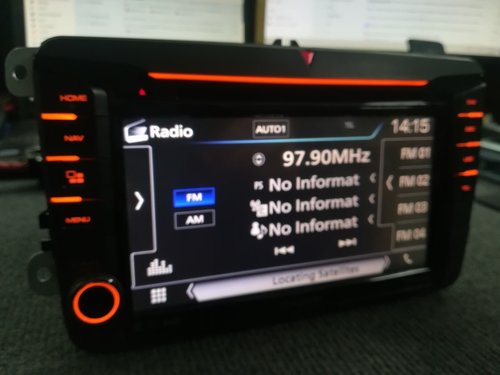 HOME
NAV
MENU
Radio
AUTO1
14:15
97.90MHz
PS No Informat
No Informat
No Informat
FM
AM
FM 01
FM 02
FM 03
FM 04
Locating Satellites